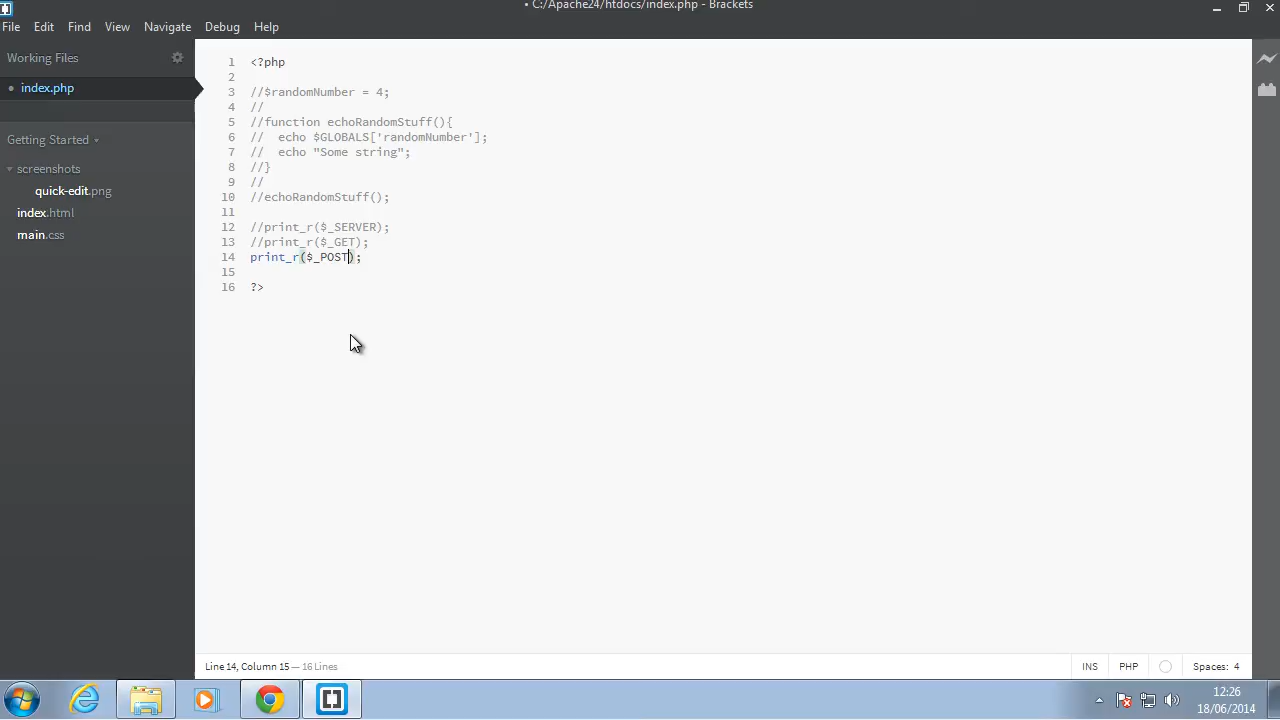 • C:/Apache24/htdocs/index.php - Brackets
File Edit Find View Navigate Debug Help
Working Files
• index.php
Getting Started
screenshots
quick-edit.png
index.html
main.css
1 <?php
2
3 //$randomNumber = 4;
4 //
5 //function echoRandomStuff(){
6 //  echo $GLOBALS['randomNumber'];
7 //  echo "Some string";
8 //}
9 //
10 //echoRandomStuff();
11
12 //print_r($_SERVER);
13 //print_r($_GET);
14 print_r($_POST);
15
16 ?>
Line 14, Column 15 — 16 Lines
INS PHP Spaces: 4
12:26
18/06/2014